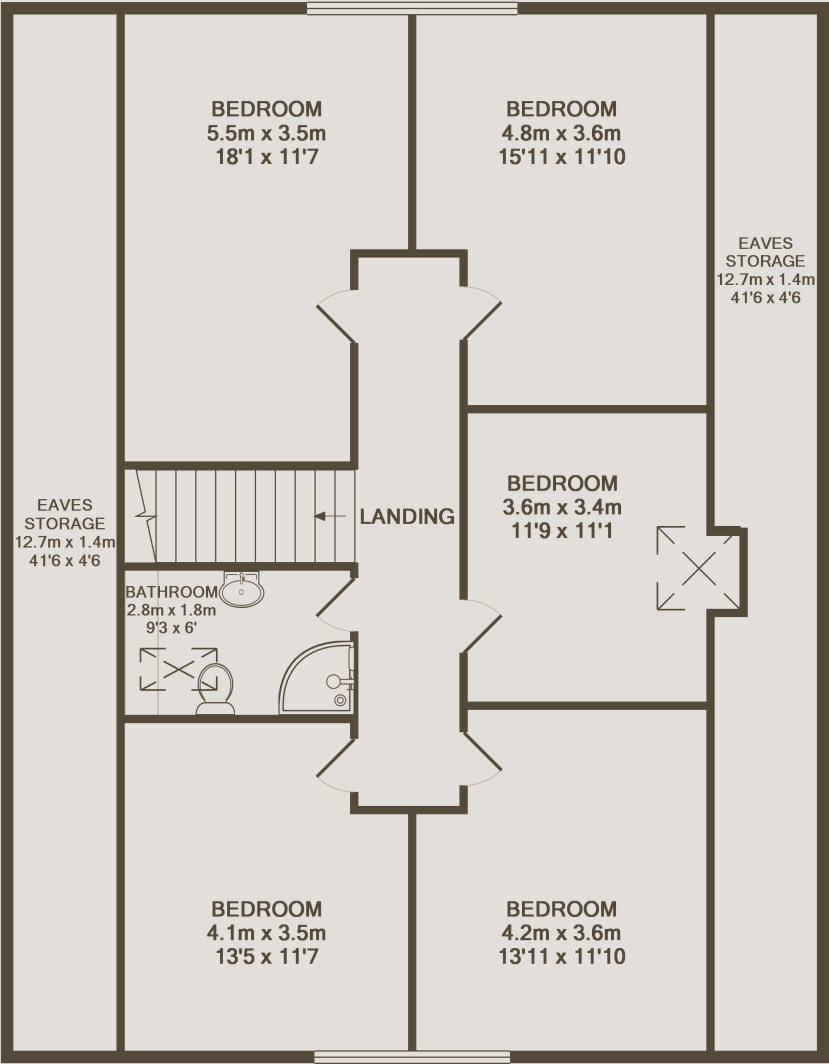 BEDROOM
5.5m x 3.5m
18'1 x 11'7
BEDROOM
4.8m x 3.6m
15'11 x 11'10
EAVES
STORAGE
12.7m x 1.4m
41'6 x 4'6
BEDROOM
3.6m x 3.4m
11'9 x 11'1
LANDING
EAVES
STORAGE
12.7m x 1.4m
41'6 x 4'6
BATHROOM
2.8m x 1.8m
9'3 x 6'
BEDROOM
4.1m x 3.5m
13'5 x 11'7
BEDROOM
4.2m x 3.6m
13'11 x 11'10